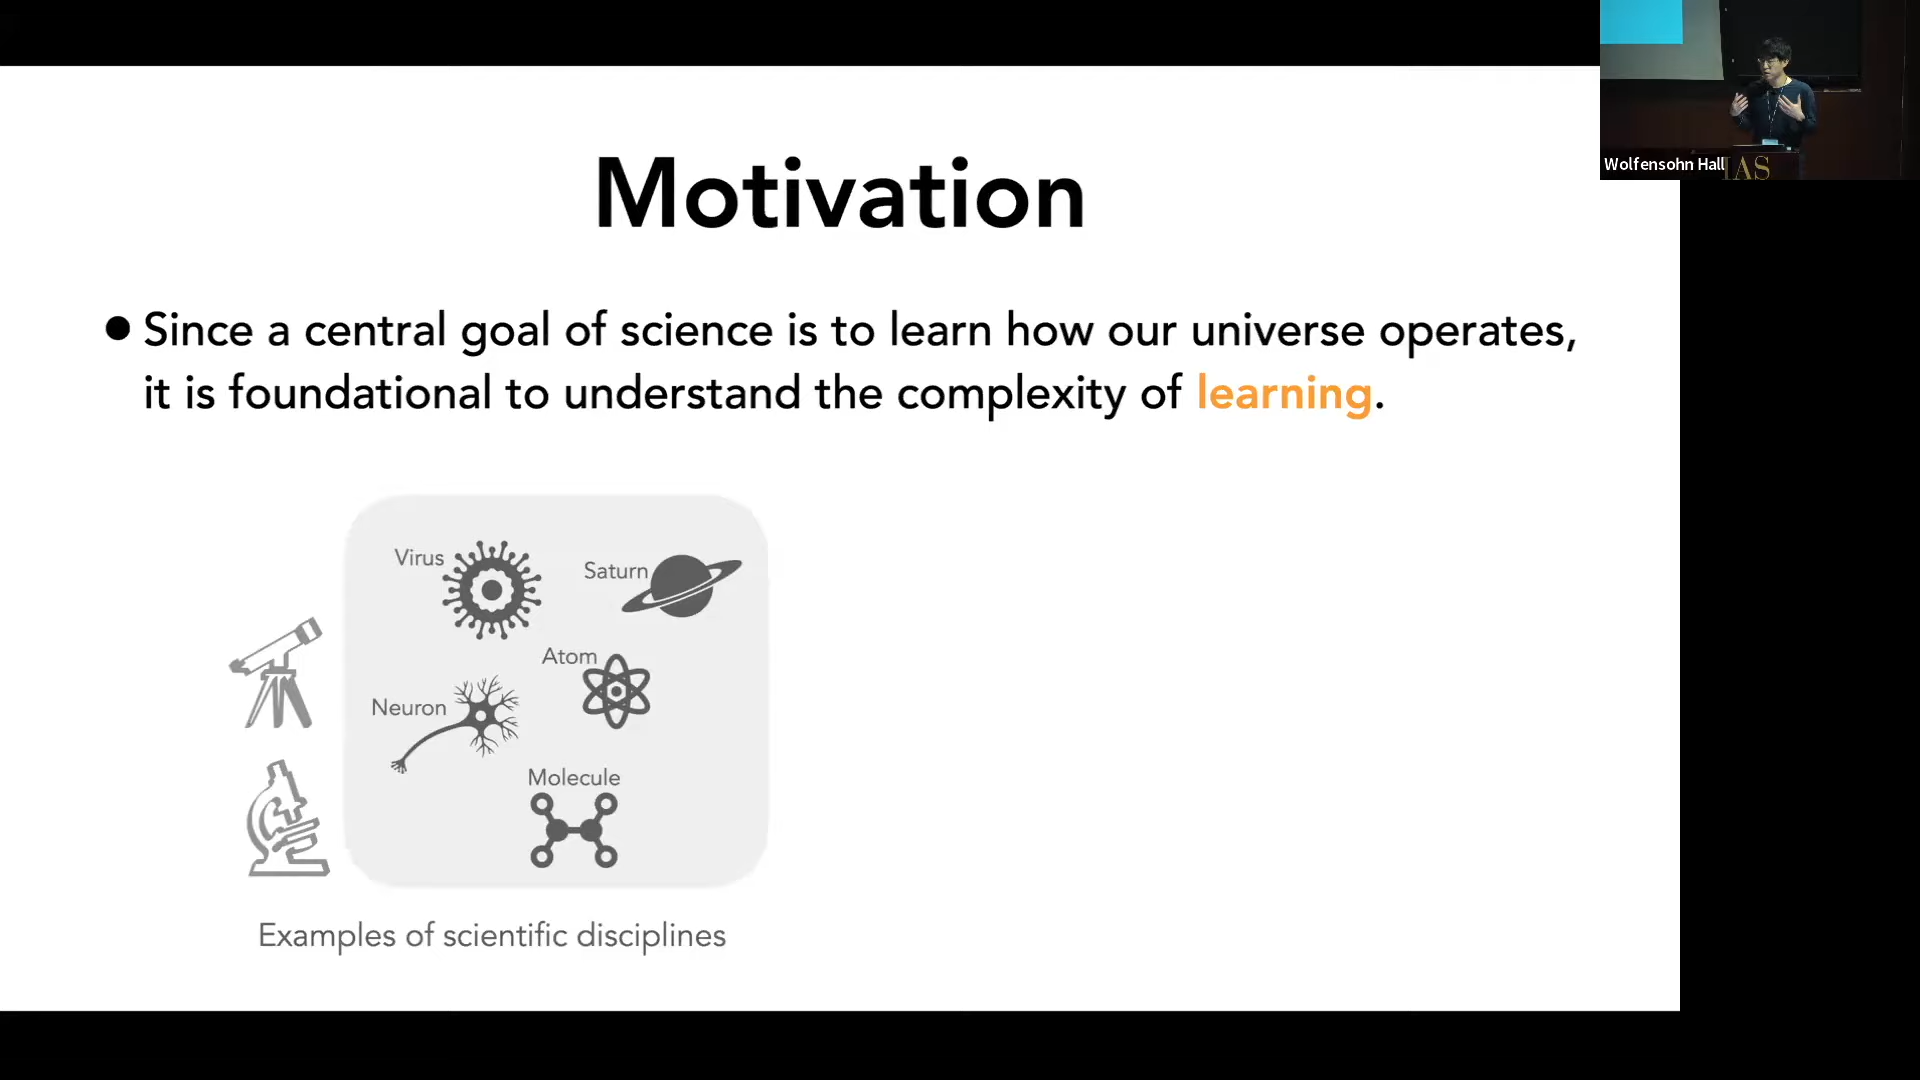 Motivation
● Since a central goal of science is to learn how our universe operates,
it is foundational to understand the complexity of learning.
Virus
Saturn
Atom
Neuron
Molecule
Examples of scientific disciplines
Wolfensohn Hall
IAS